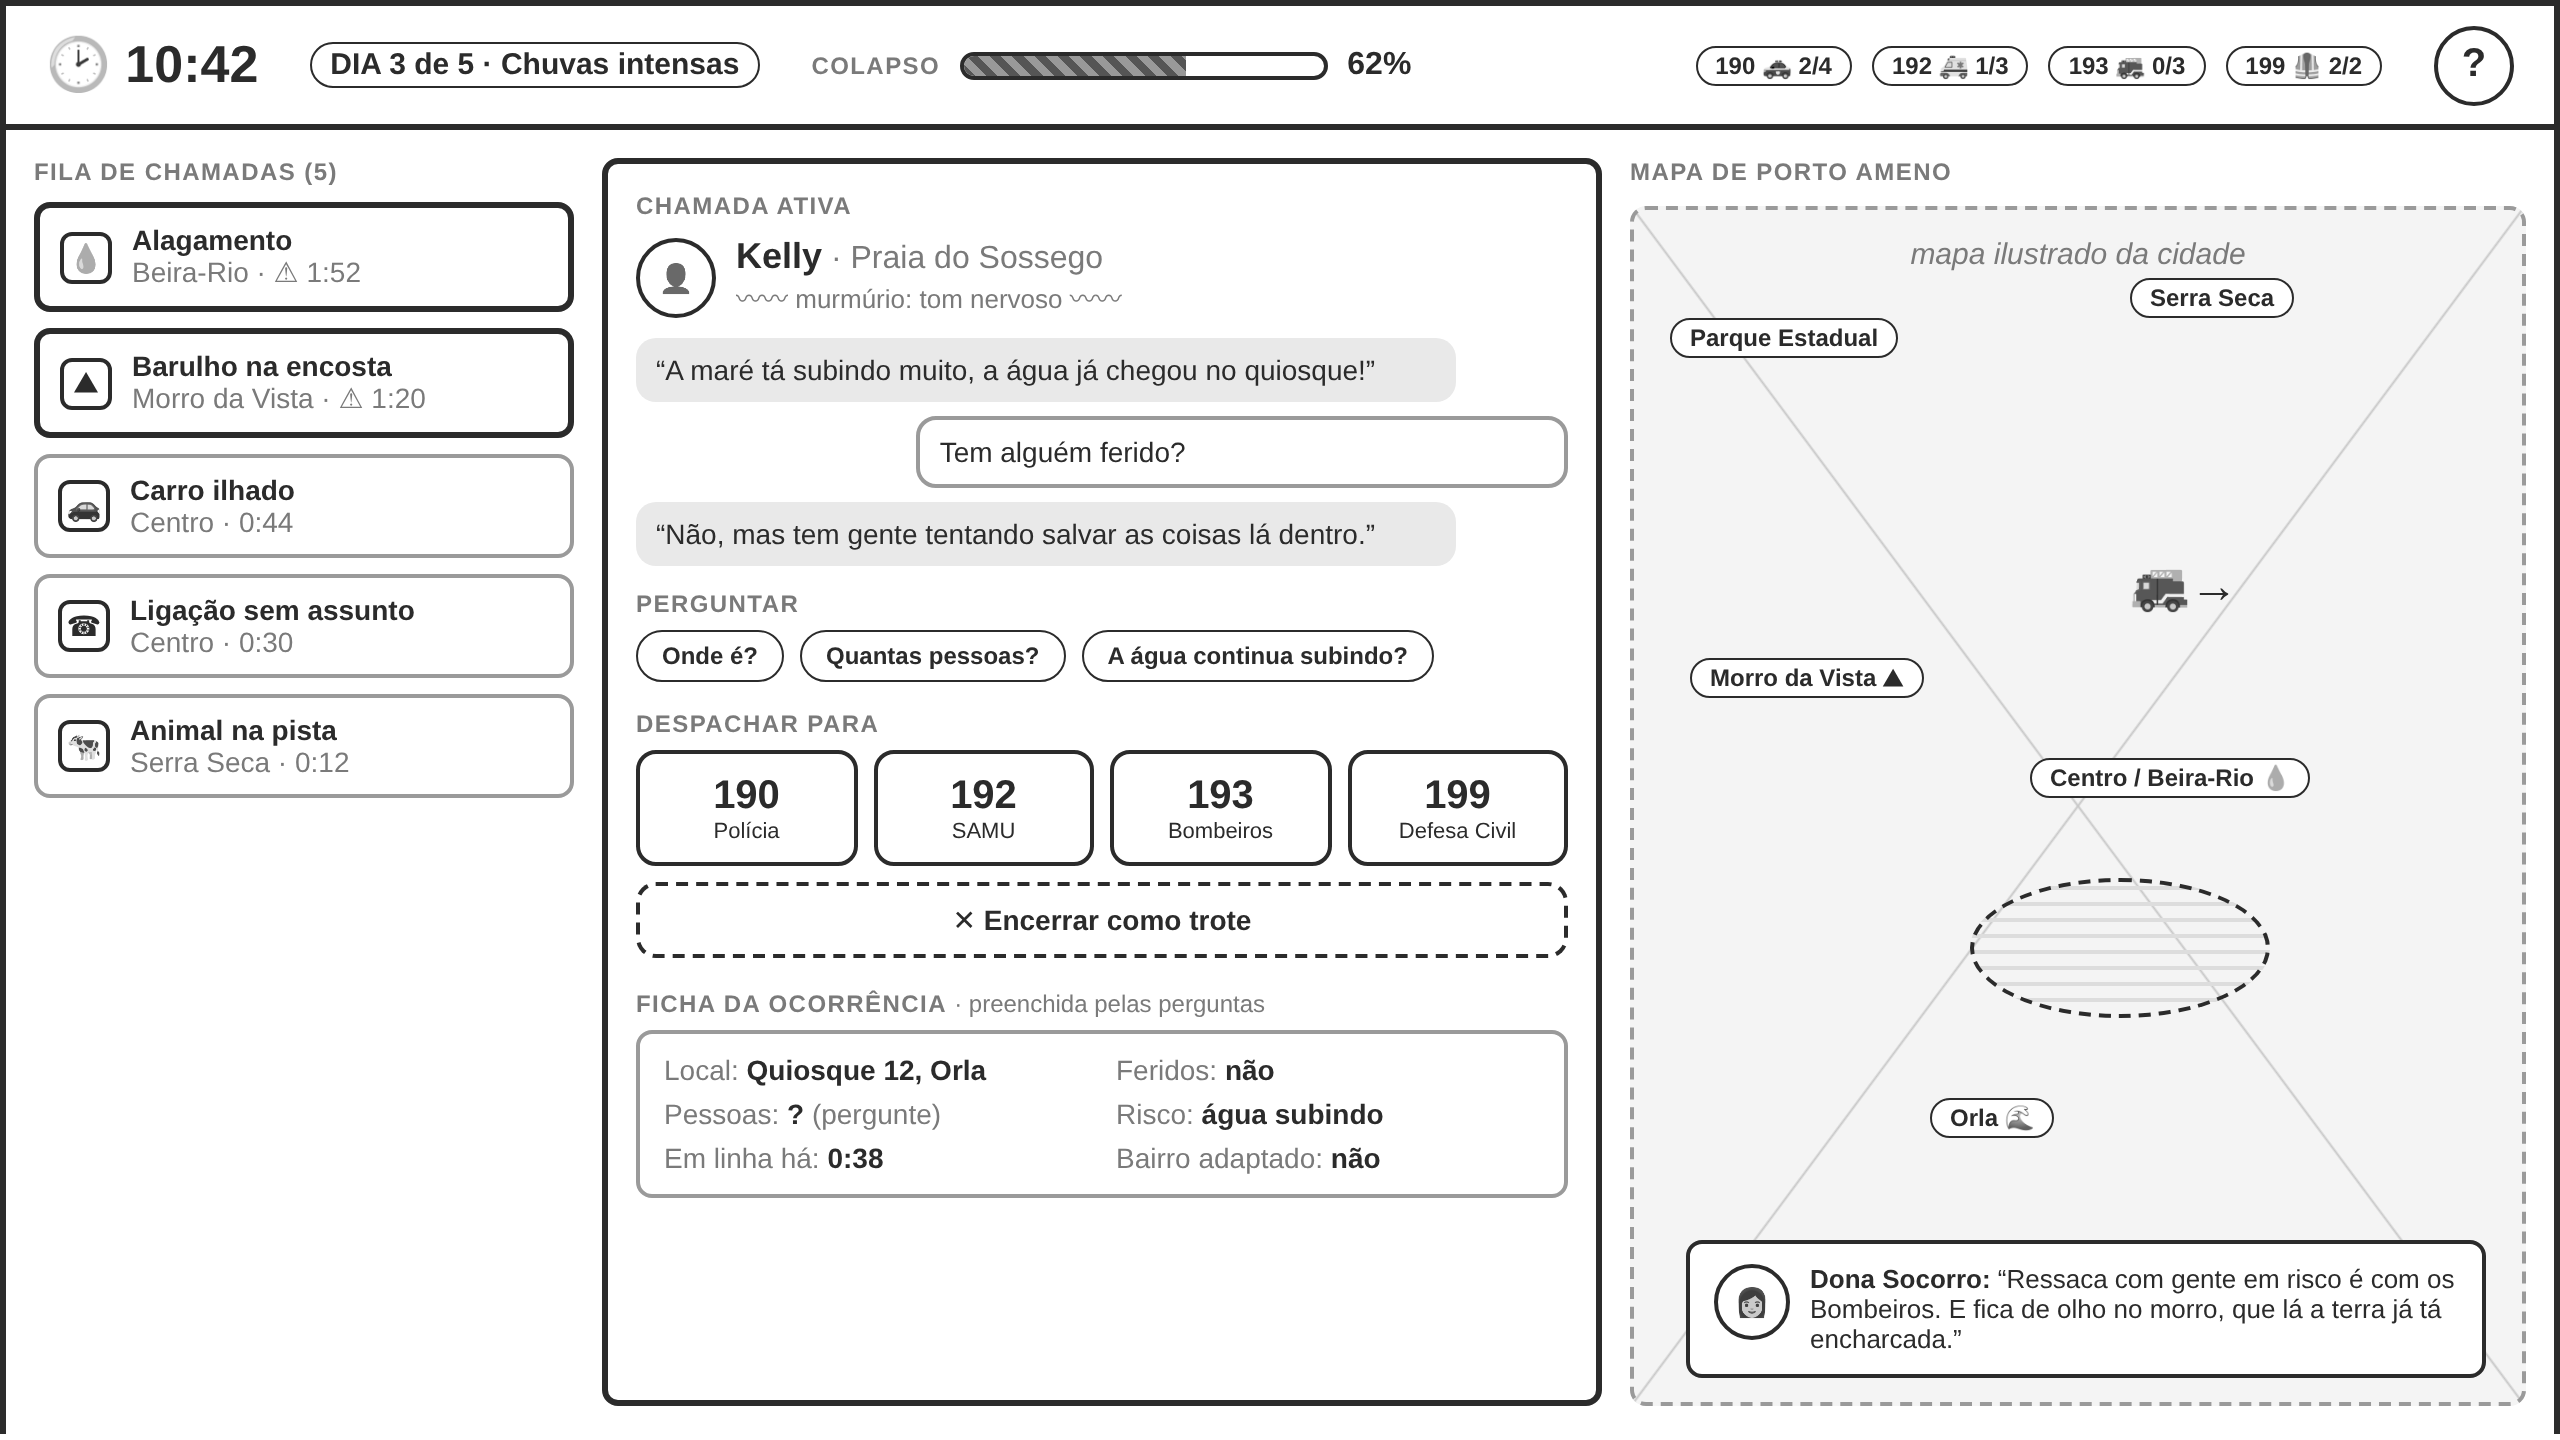 10:42
DIA 3 de 5 · Chuvas intensas
COLAPSO
62%
190 🚓 2/4
192 🚑 1/3
193 🚒 0/3
199 🦺 2/2
?
FILA DE CHAMADAS (5)
Alagamento
Beira-Rio · ⚠ 1:52
Barulho na encosta
Morro da Vista · ⚠ 1:20
Carro ilhado
Centro · 0:44
Ligação sem assunto
Centro · 0:30
Animal na pista
Serra Seca · 0:12
CHAMADA ATIVA
Kelly · Praia do Sossego
murmúrio: tom nervoso
“A maré tá subindo muito, a água já chegou no quiosque!”
Tem alguém ferido?
“Não, mas tem gente tentando salvar as coisas lá dentro.”
PERGUNTAR
Onde é?
Quantas pessoas?
A água continua subindo?
DESPACHAR PARA
190
Polícia
192
SAMU
193
Bombeiros
199
Defesa Civil
✕ Encerrar como trote
FICHA DA OCORRÊNCIA · preenchida pelas perguntas
Local: Quiosque 12, Orla
Feridos: não
Pessoas: ? (pergunte)
Risco: água subindo
Em linha há: 0:38
Bairro adaptado: não
MAPA DE PORTO AMENO
mapa ilustrado da cidade
Serra Seca
Parque Estadual
→
Morro da Vista ▲
Centro / Beira-Rio 💧
Orla 🌊
Dona Socorro: “Ressaca com gente em risco é com os
Bombeiros. E fica de olho no morro, que lá a terra já tá
encharcada.”